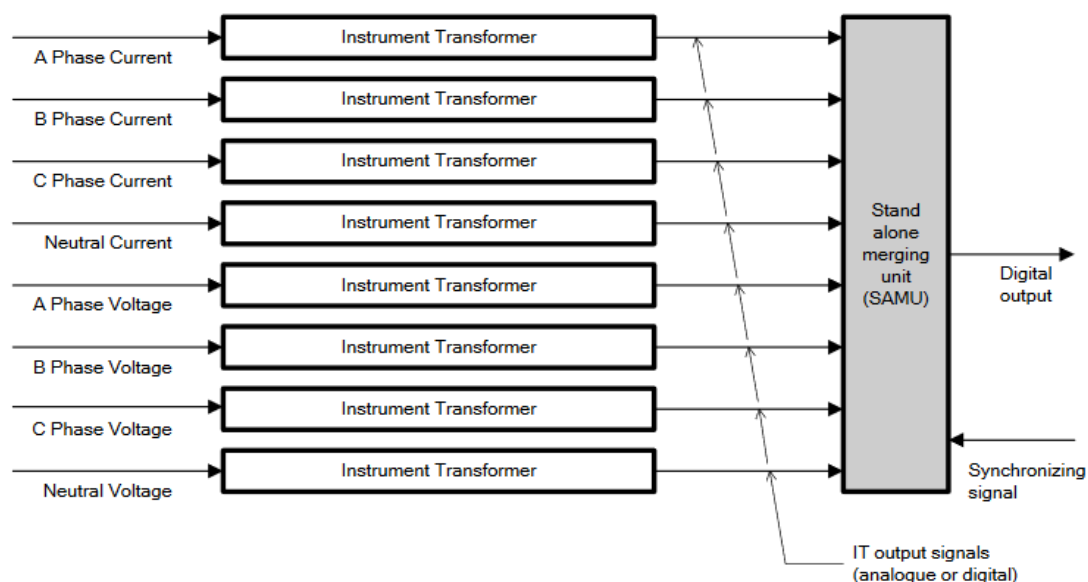 Instrument Transformer
A Phase Current
Instrument Transformer
B Phase Current
Instrument Transformer
C Phase Current
Instrument Transformer
Neutral Current
Instrument Transformer
A Phase Voltage
Instrument Transformer
B Phase Voltage
Instrument Transformer
C Phase Voltage
Instrument Transformer
Neutral Voltage
Stand
alone
merging
unit
(SAMU)
Digital
output
Synchronizing
signal
IT output signals
(analogue or digital)